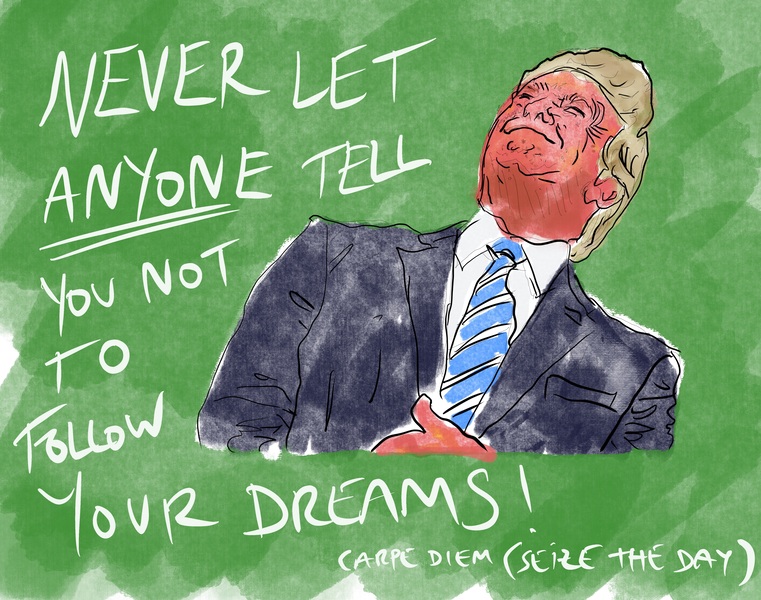 NEVER LET
ANYONE TELL
YOU NOT
TO
FOLLOW
YOUR DREAMS!
CARPE DIEM (SEIZE THE DAY)